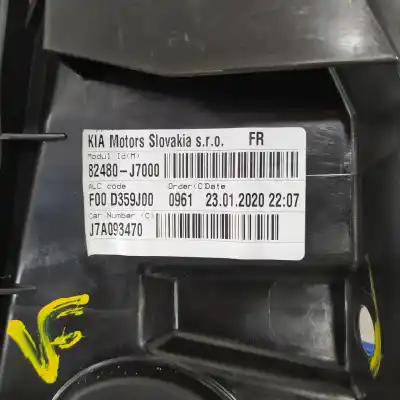 KIA Motors Slovakia s.r.o. FR
Modul Id(M)
82480-J7000
ALC code Order(C)Date
F00 D359J00 0961 23.01.2020 22:07
Car Number (C)
J7A093470